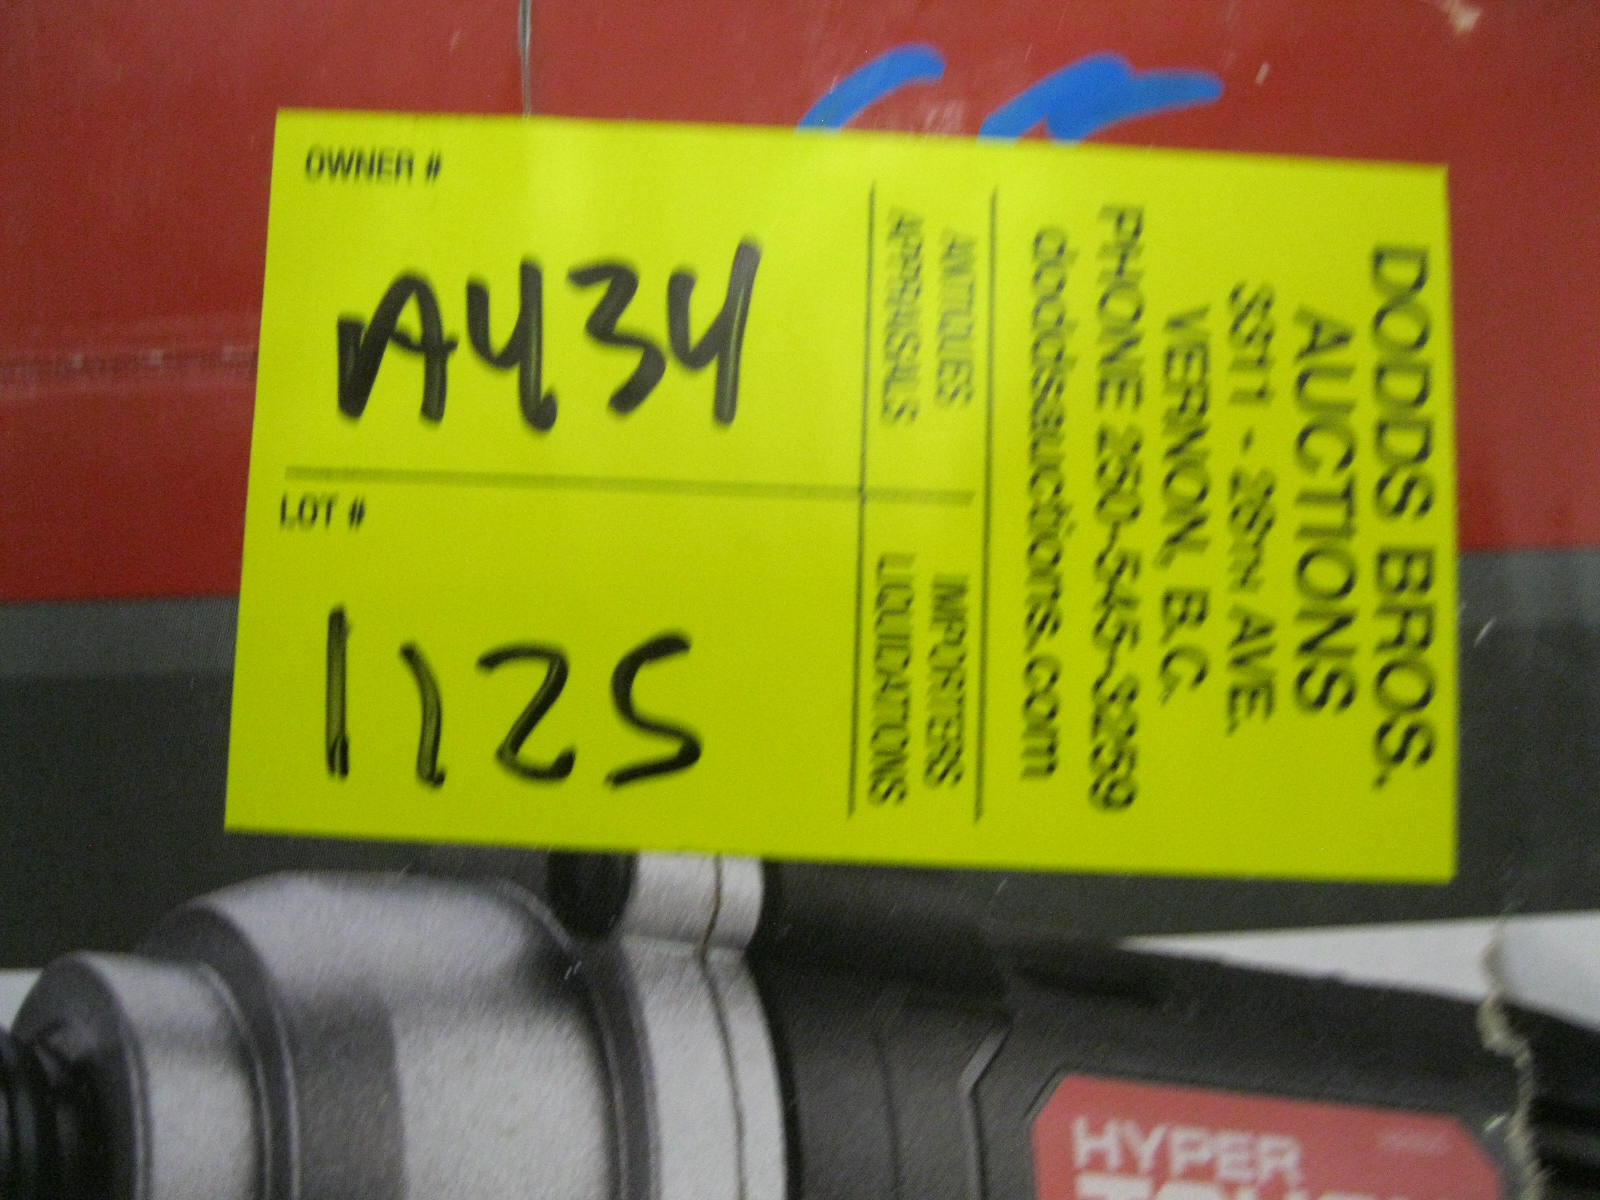 OWNER #
A434
LOT #
1125
ANTIQUES
APPRAISALS
IMPORTERS
LIQUIDATIONS
DODDS BROS.
AUCTIONS
3311 - 28TH AVE.
VERNON, B.C.
PHONE 250-545-3259
doddsauctions.com
HYPER